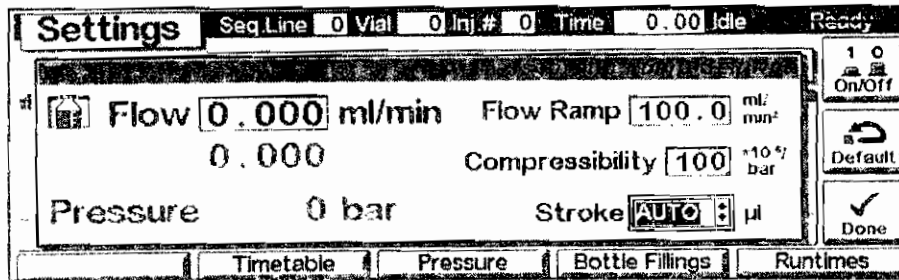 Settings Seq.Line 0 Vial 0 Inj.# 0 Time 0.00 Idle Ready
1 0
On/Off
Flow 0.000 ml/min Flow Ramp 100.0 ml/min²
0.000 Compressibility 100 *10⁻⁶/bar
Default
Pressure 0 bar Stroke AUTO µl
Done
Timetable Pressure Bottle Fillings Runtimes